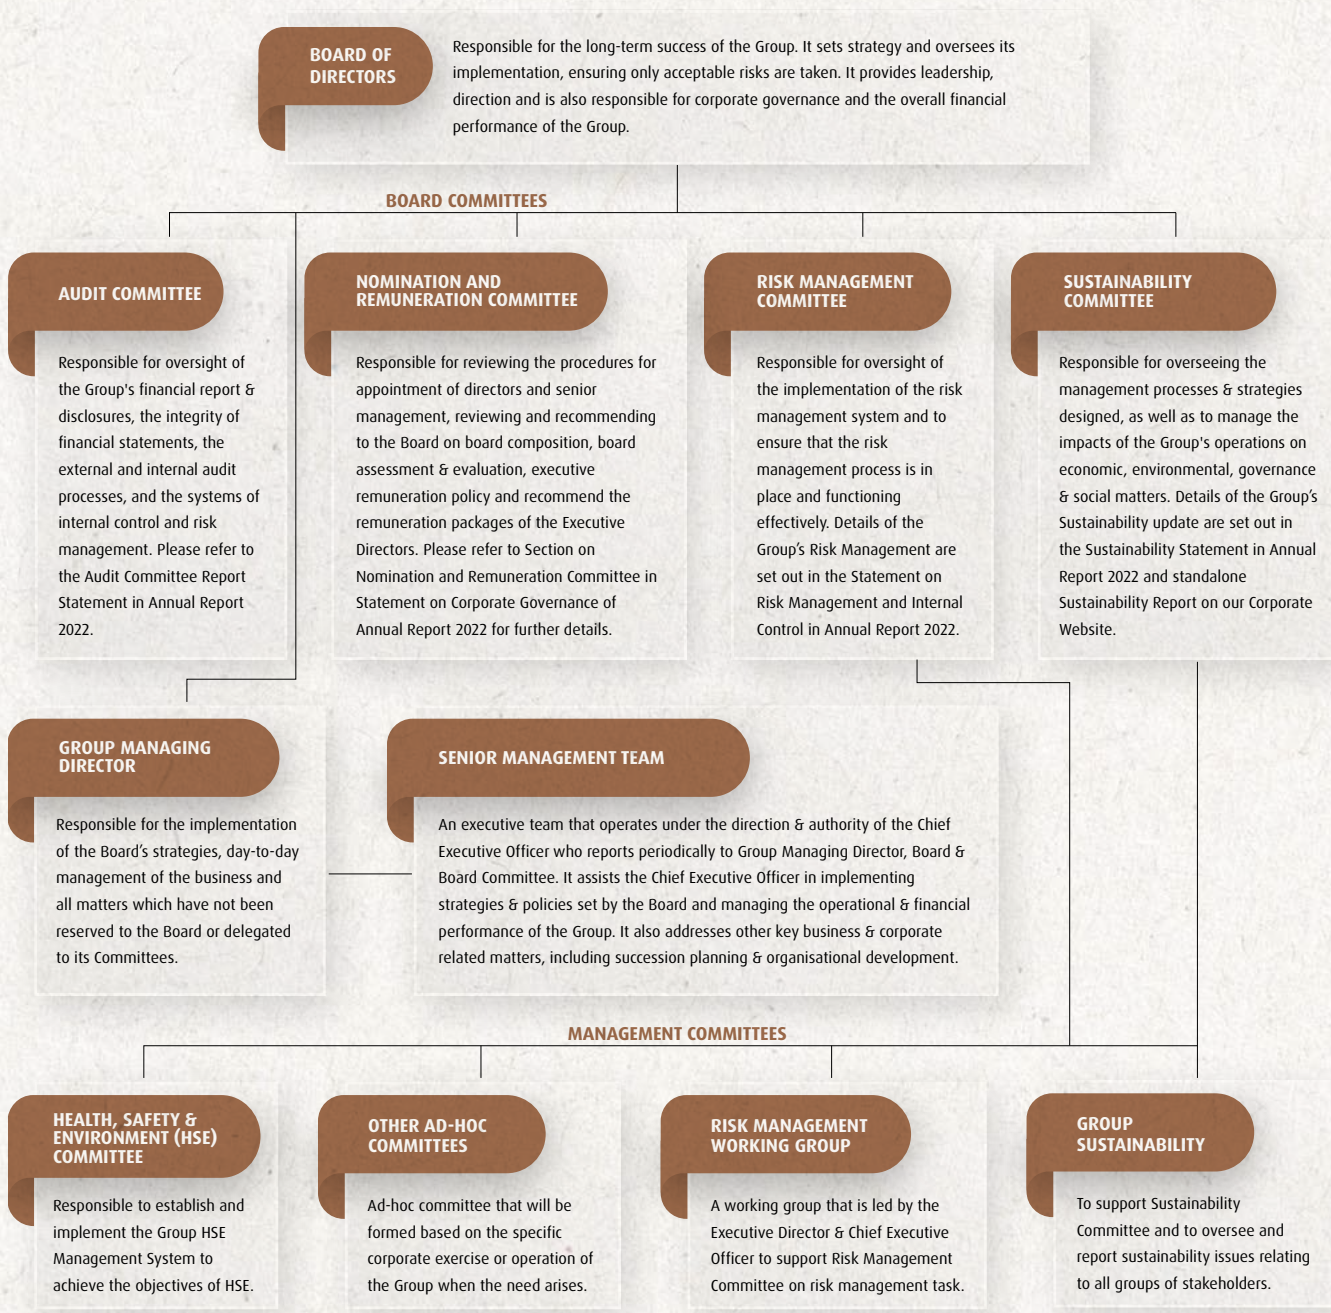 BOARD OF
DIRECTORS
Responsible for the long-term success of the Group. It sets strategy and oversees its
implementation, ensuring only acceptable risks are taken. It provides leadership,
direction and is also responsible for corporate governance and the overall financial
performance of the Group.
BOARD COMMITTEES
AUDIT COMMITTEE
Responsible for oversight of
the Group's financial report &
disclosures, the integrity of
financial statements, the
external and internal audit
processes, and the systems of
internal control and risk
management. Please refer to
the Audit Committee Report
Statement in Annual Report
2022.
NOMINATION AND
REMUNERATION COMMITTEE
Responsible for reviewing the procedures for
appointment of directors and senior
management, reviewing and recommending
to the Board on board composition, board
assessment & evaluation, executive
remuneration policy and recommend the
remuneration packages of the Executive
Directors. Please refer to Section on
Nomination and Remuneration Committee in
Statement on Corporate Governance of
Annual Report 2022 for further details.
RISK MANAGEMENT
COMMITTEE
Responsible for oversight of
the implementation of the risk
management system and to
ensure that the risk
management process is in
place and functioning
effectively. Details of the
Group’s Risk Management are
set out in the Statement on
Risk Management and Internal
Control in Annual Report 2022.
SUSTAINABILITY
COMMITTEE
Responsible for overseeing the
management processes & strategies
designed, as well as to manage the
impacts of the Group's operations on
economic, environmental, governance
& social matters. Details of the Group’s
Sustainability update are set out in
the Sustainability Statement in Annual
Report 2022 and standalone
Sustainability Report on our Corporate
Website.
GROUP MANAGING
DIRECTOR
Responsible for the implementation
of the Board’s strategies, day-to-day
management of the business and
all matters which have not been
reserved to the Board or delegated
to its Committees.
SENIOR MANAGEMENT TEAM
An executive team that operates under the direction & authority of the Chief
Executive Officer who reports periodically to Group Managing Director, Board &
Board Committee. It assists the Chief Executive Officer in implementing
strategies & policies set by the Board and managing the operational & financial
performance of the Group. It also addresses other key business & corporate
related matters, including succession planning & organisational development.
MANAGEMENT COMMITTEES
HEALTH, SAFETY &
ENVIRONMENT (HSE)
COMMITTEE
Responsible to establish and
implement the Group HSE
Management System to
achieve the objectives of HSE.
OTHER AD-HOC
COMMITTEES
Ad-hoc committee that will be
formed based on the specific
corporate exercise or operation of
the Group when the need arises.
RISK MANAGEMENT
WORKING GROUP
A working group that is led by the
Executive Director & Chief Executive
Officer to support Risk Management
Committee on risk management task.
GROUP
SUSTAINABILITY
To support Sustainability
Committee and to oversee and
report sustainability issues relating
to all groups of stakeholders.